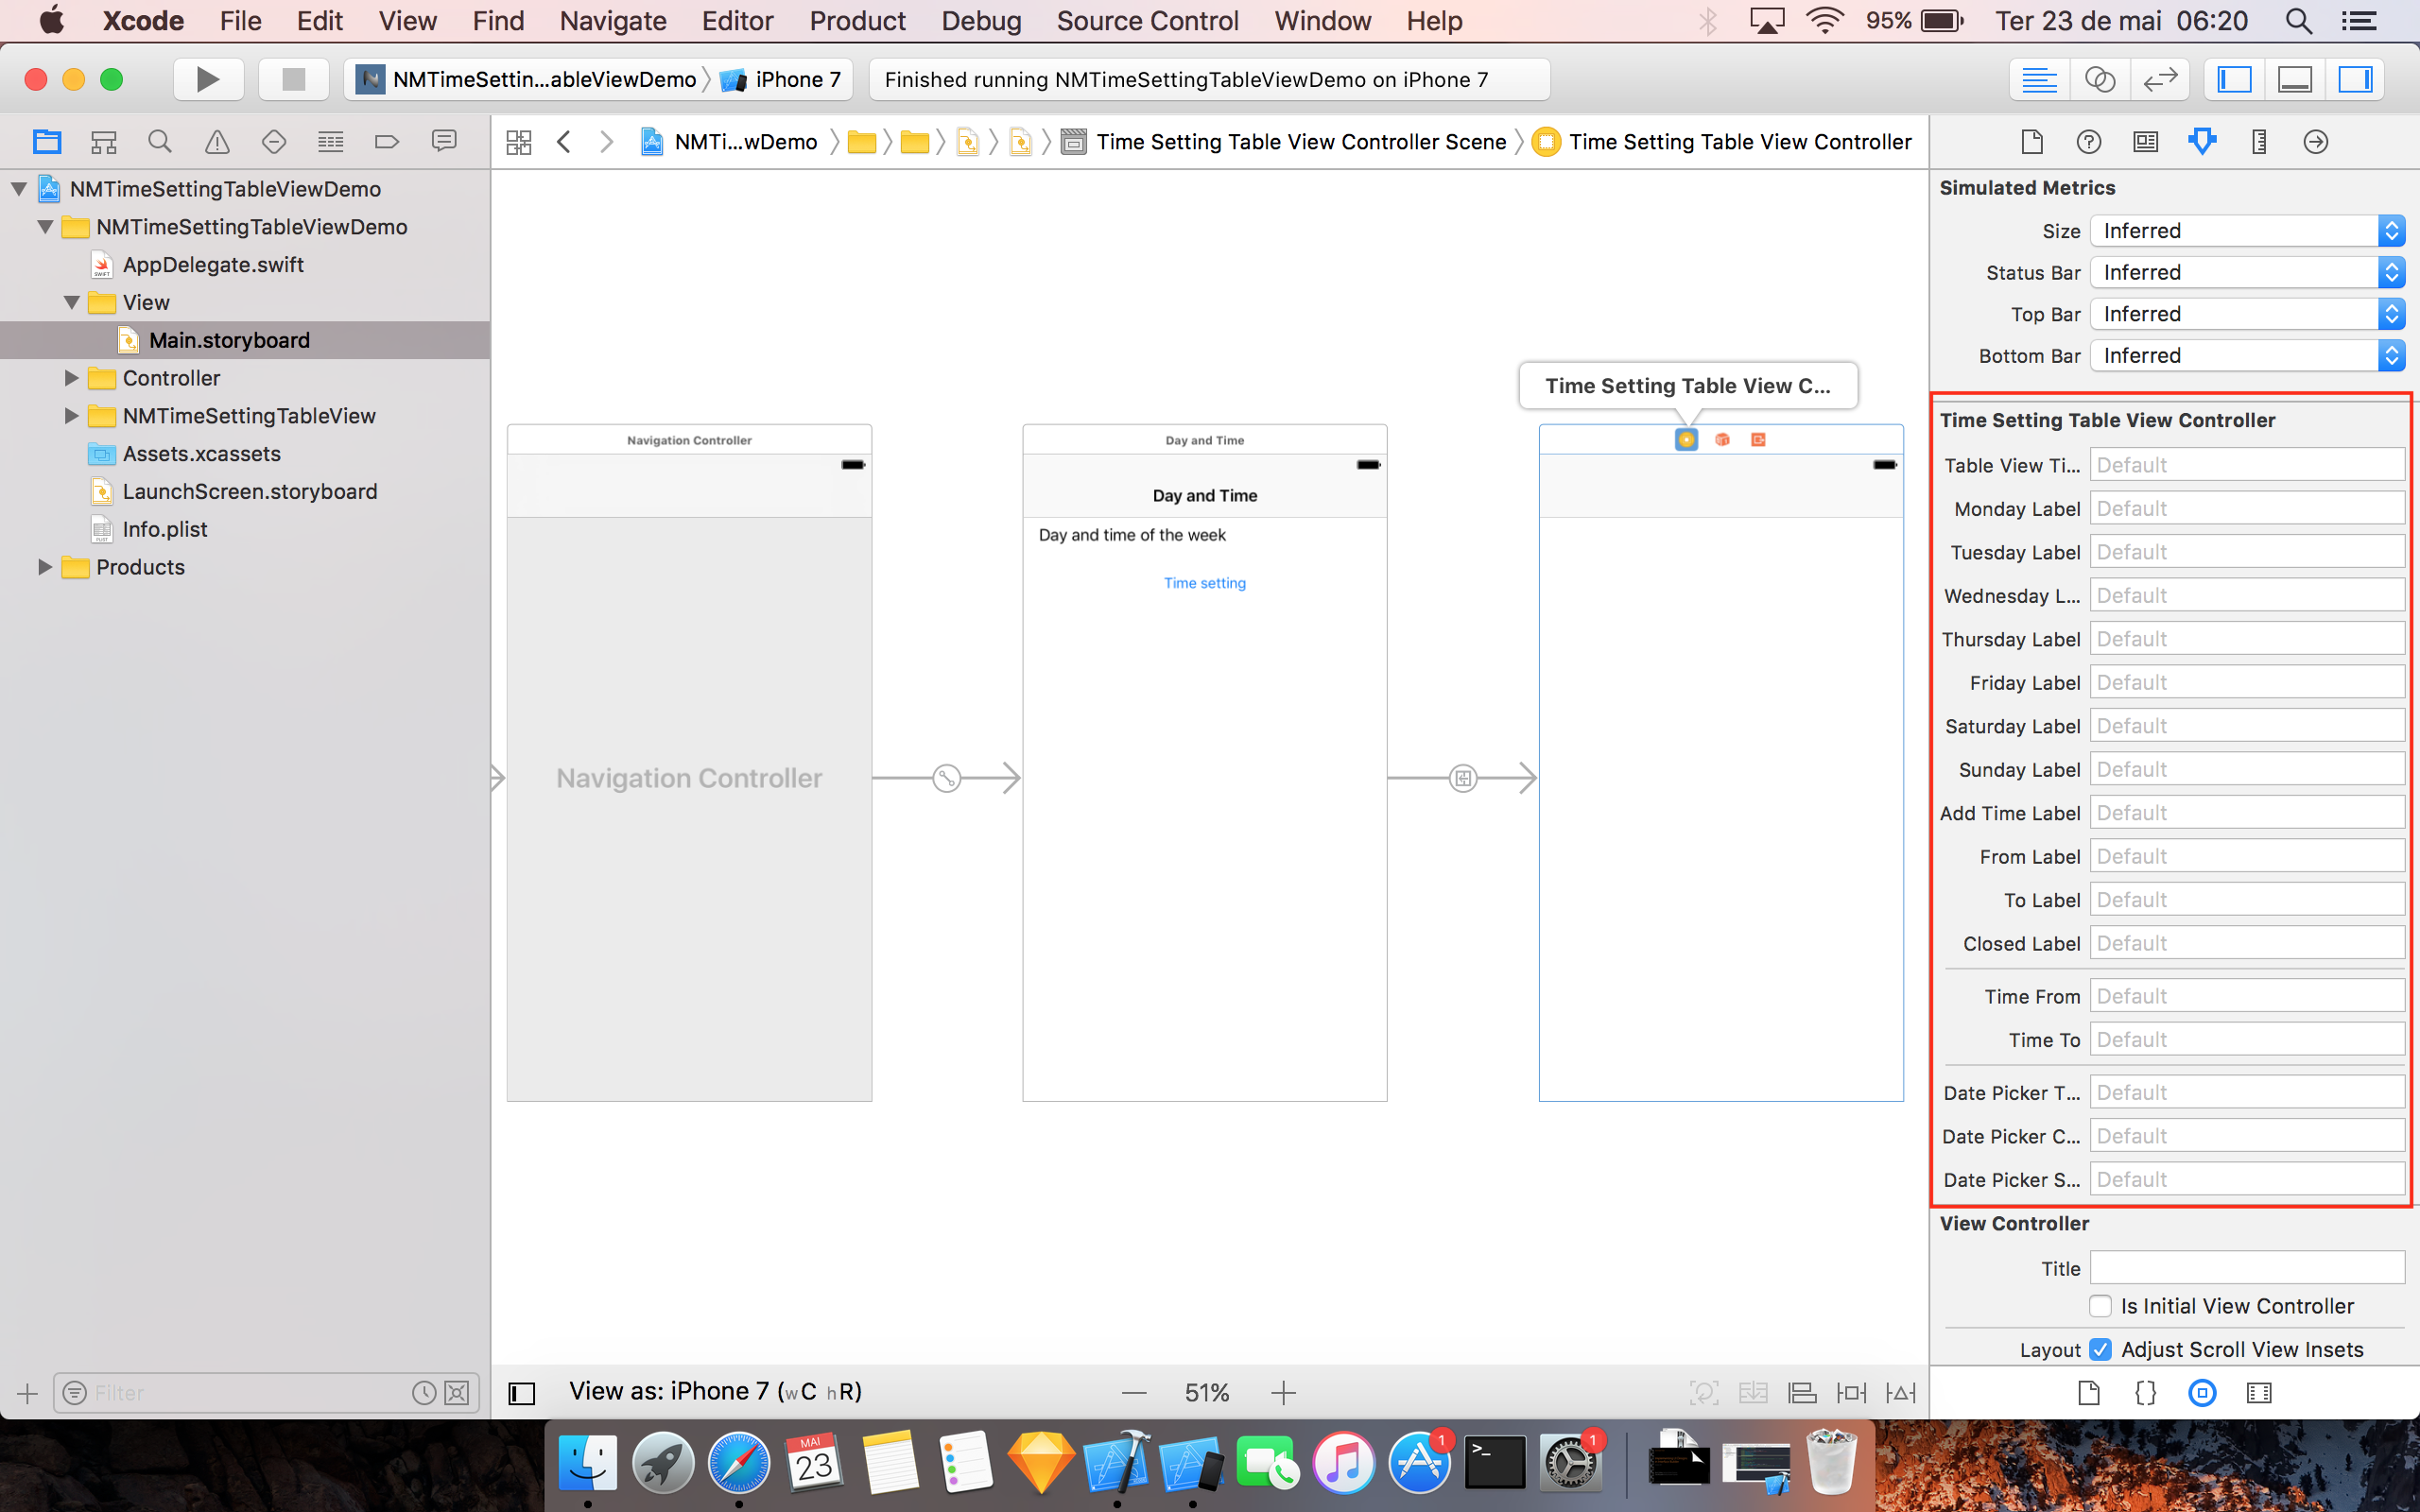 Xcode File Edit View Find Navigate Editor Product Debug Source Control Window Help 95% Ter 23 de mai 06:20
NMTimeSettin...ableViewDemo iPhone 7 Finished running NMTimeSettingTableViewDemo on iPhone 7
NMTi...wDemo Time Setting Table View Controller Scene Time Setting Table View Controller
NMTimeSettingTableViewDemo
NMTimeSettingTableViewDemo
AppDelegate.swift
View
Main.storyboard
Controller
NMTimeSettingTableView
Assets.xcassets
LaunchScreen.storyboard
Info.plist
Products
Filter
Navigation Controller
Navigation Controller
Day and Time
Day and Time
Day and time of the week
Time setting
Time Setting Table View C...
View as: iPhone 7 (wC hR)
51%
Simulated Metrics
Size Inferred
Status Bar Inferred
Top Bar Inferred
Bottom Bar Inferred
Time Setting Table View Controller
Table View Ti... Default
Monday Label Default
Tuesday Label Default
Wednesday L... Default
Thursday Label Default
Friday Label Default
Saturday Label Default
Sunday Label Default
Add Time Label Default
From Label Default
To Label Default
Closed Label Default
Time From Default
Time To Default
Date Picker T... Default
Date Picker C... Default
Date Picker S... Default
View Controller
Title
Is Initial View Controller
Layout Adjust Scroll View Insets
MAI
23
1
1